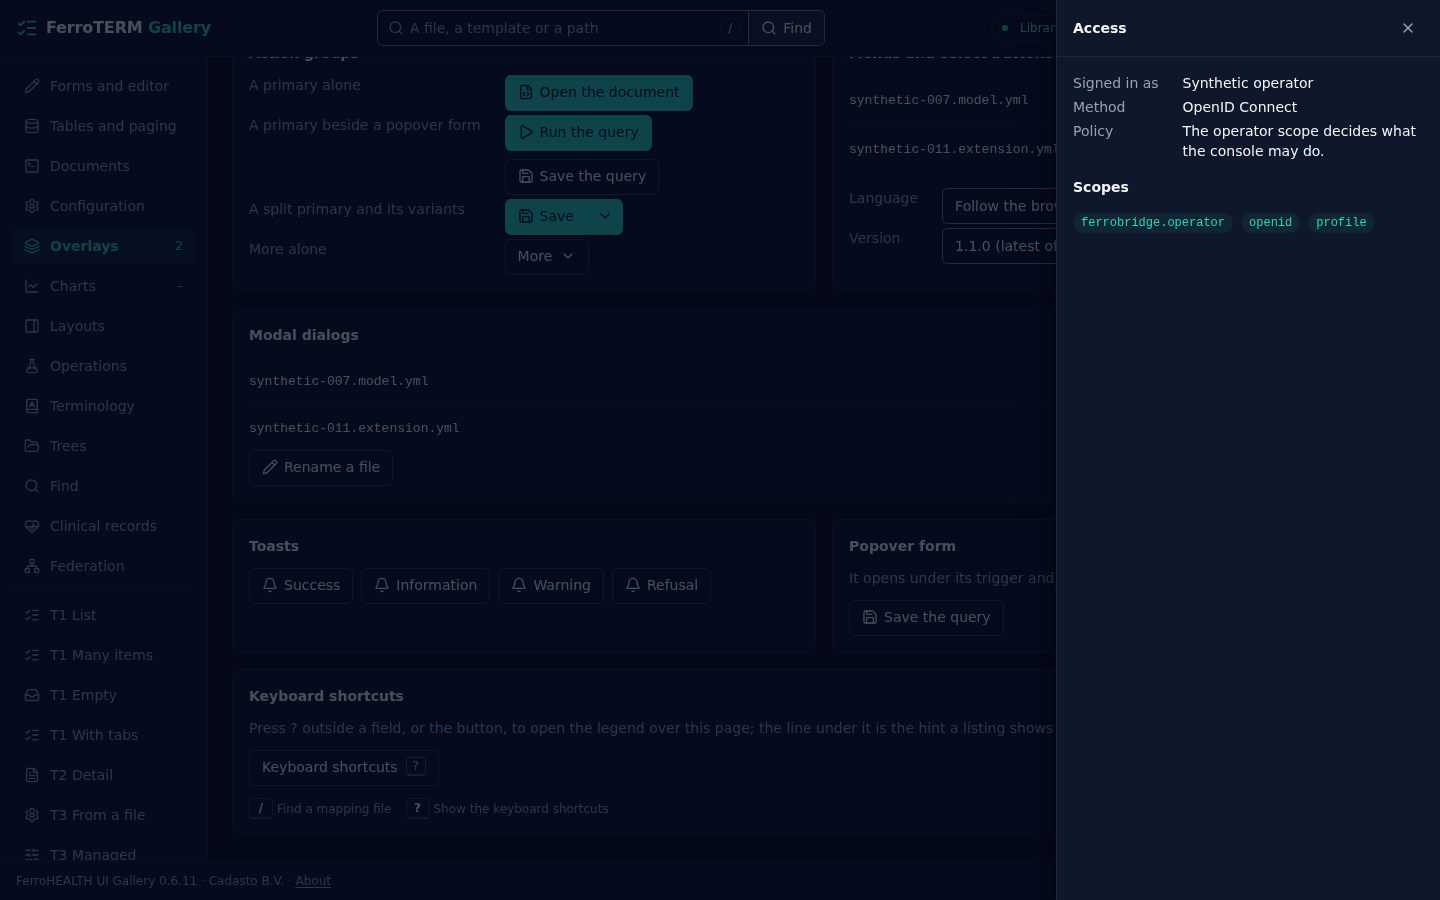 FerroTERM Gallery
A file, a template or a path
/
Find
Access
Forms and editor
Tables and paging
Documents
Configuration
Overlays
2
Charts
-
Layouts
Operations
Terminology
Trees
Find
Clinical records
Federation
T1 List
T1 Many items
T1 Empty
T1 With tabs
T2 Detail
T3 From a file
T3 Managed
A primary alone
Open the document
A primary beside a popover form
Run the query
Save the query
A split primary and its variants
Save
More alone
More
synthetic-007.model.yml
synthetic-011.extension.yml
Language
Follow the
Version
1.1.0 (latest
Modal dialogs
synthetic-007.model.yml
synthetic-011.extension.yml
Rename a file
Toasts
Success
Information
Warning
Refusal
Popover form
It opens under its trigger and
Save the query
Keyboard shortcuts
Press ? outside a field, or the button, to open the legend over this page; the line under it is the hint a listing shows
Keyboard shortcuts ?
/ Find a mapping file ? Show the keyboard shortcuts
Signed in as Synthetic operator
Method OpenID Connect
Policy The operator scope decides what
the console may do.
Scopes
ferrobridge.operator openid profile
FerroHEALTH UI Gallery 0.6.11 · Cadasto B.V. · About